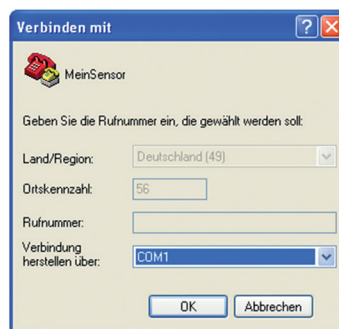 Verbinden mit
MeinSensor
Geben Sie die Rufnummer ein, die gewählt werden soll:
Land/Region: Deutschland (49)
Ortskennzahl: 56
Rufnummer:
Verbindung
herstellen über: COM1
OK Abbrechen